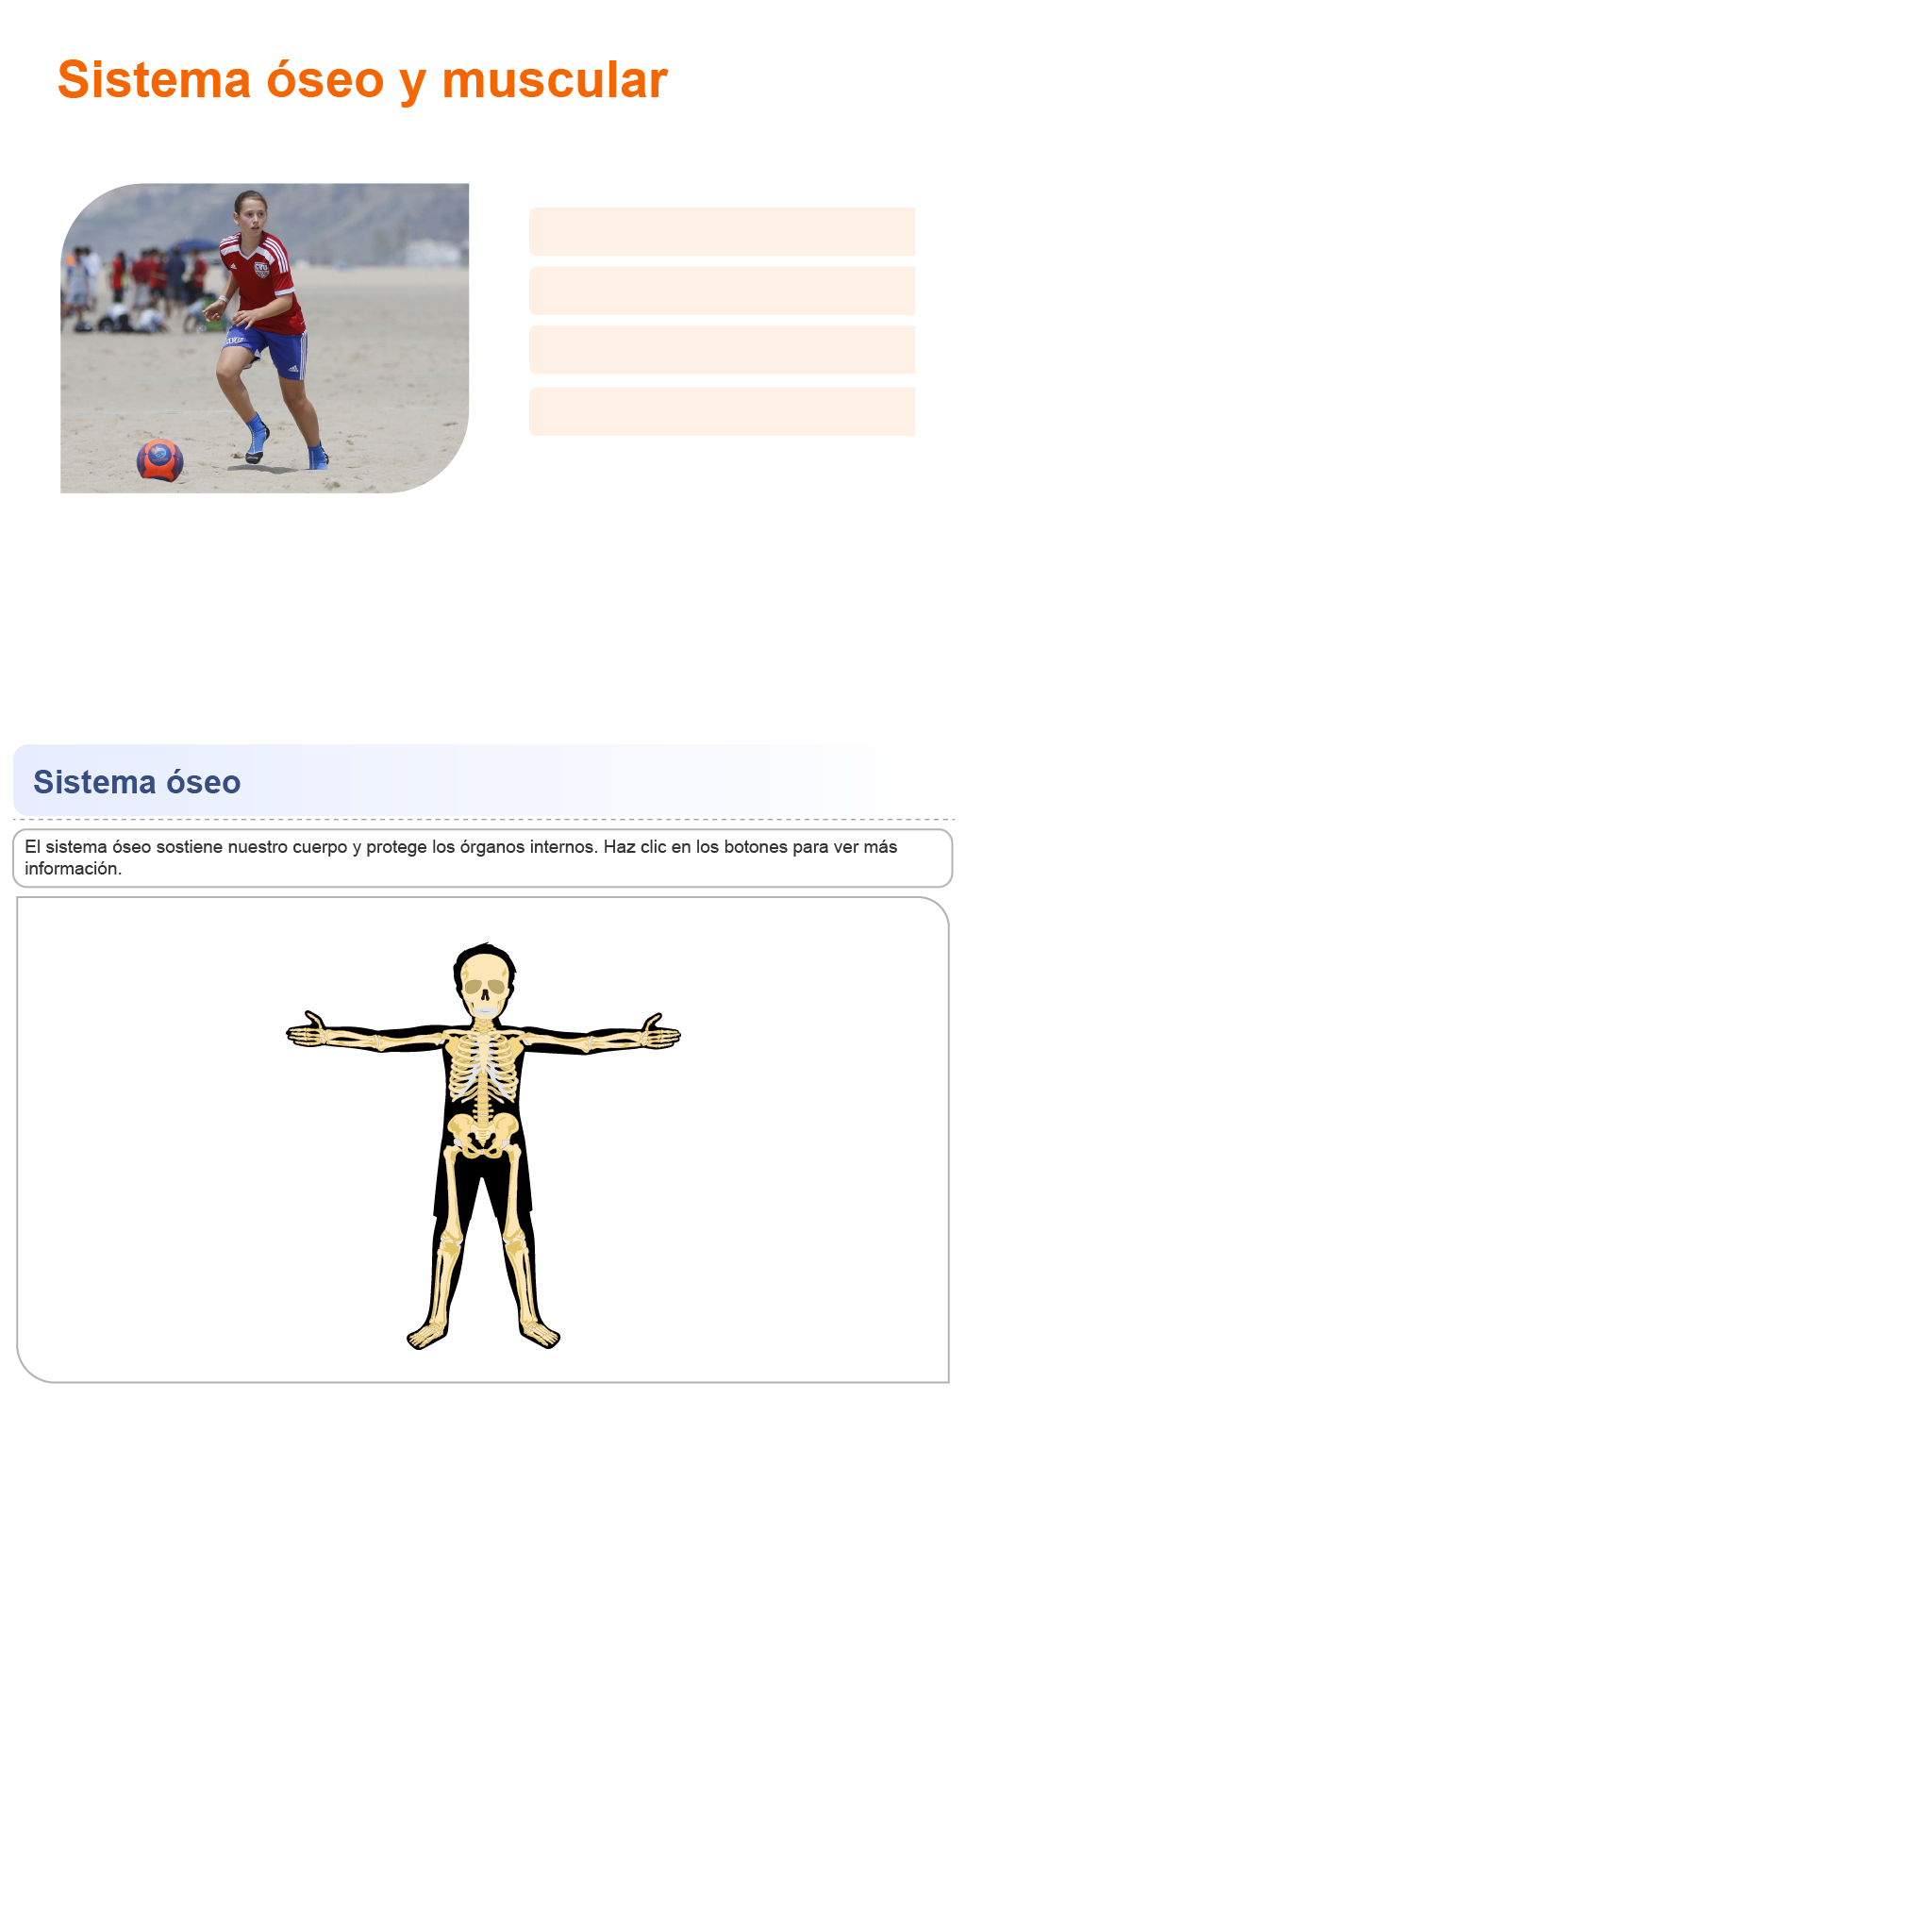 Sistema óseo y muscular
Sistema óseo
El sistema óseo sostiene nuestro cuerpo y protege los órganos internos. Haz clic en los botones para ver más
información.